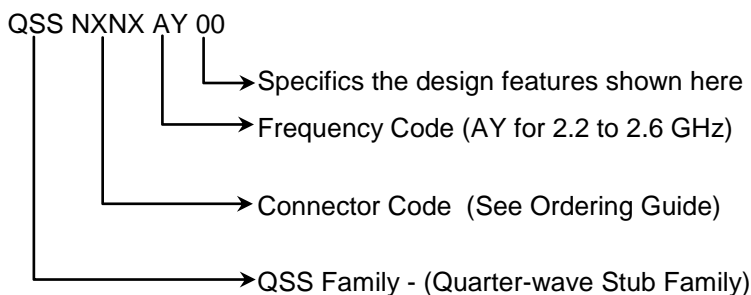 QSS NXNX AY 00
Specifics the design features shown here
Frequency Code (AY for 2.2 to 2.6 GHz)
Connector Code (See Ordering Guide)
QSS Family - (Quarter-wave Stub Family)